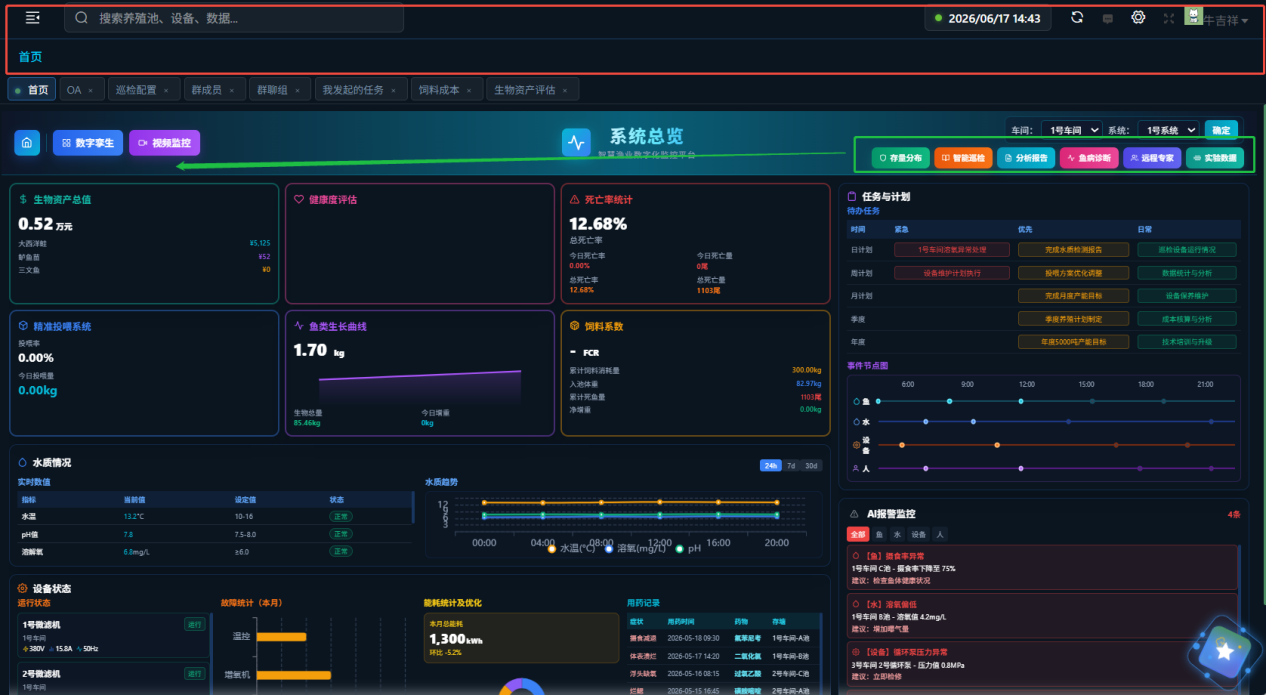 搜索养殖池、设备、数据...
2026/06/17 14:43
牛吉祥
首页
首页
OA ×
巡检配置 ×
群成员 ×
群聊组 ×
我发起的任务 ×
饲料成本 ×
生物资产评估 ×
数字孪生
视频监控
系统总览
智慧渔业数字化监控平台
车间: 1号车间 系统: 1号系统 确定
存量分布
智能巡检
分析报告
鱼病诊断
远程专家
实验数据
生物资产总值
0.52 万元
大西洋鲑 ¥5,125
鲈鱼苗 ¥52
三文鱼 ¥0
健康度评估
死亡率统计
12.68%
总死亡率
今日死亡率 今日死亡量
0.00% 0尾
总死亡率 总死亡量
12.68% 1103尾
精准投喂系统
投喂率
0.00%
今日投喂量
0.00kg
鱼类生长曲线
1.70 kg
生物总量 今日增重
85.46kg 0kg
饲料系数
- FCR
累计饲料消耗量 300.00kg
入池体重 82.97kg
累计死鱼量 1103尾
净增重 0.00kg
任务与计划
待办任务
时间 紧急 优先 日常
日计划 1号车间溶氧异常处理 完成水质检测报告 巡检设备运行情况
周计划 设备维护计划执行 投喂方案优化调整 数据统计与分析
月计划 完成月度产能目标 设备保养维护
季度 季度养殖计划制定 成本核算与分析
年度 年度5000吨产能目标 技术培训与升级
事件节点图
6:00 9:00 12:00 15:00 18:00 21:00
鱼
水
设备
人
水质情况
24h 7d 30d
实时数值
指标 当前值 设定值 状态
水温 13.2°C 10-16 正常
pH值 7.8 7.5-8.0 正常
溶解氧 6.8mg/L ≥6.0 正常
水质趋势
12
9
6
3
00:00 04:00 08:00 12:00 16:00 20:00
水温(°C) 溶氧(mg/L) pH
AI报警监控 4条
全部 鱼 水 设备 人
【鱼】摄食率异常
1号车间 C池 - 摄食率下降至 75%
建议: 检查鱼体健康状况
【水】溶氧偏低
1号车间 B池 - 溶氧值 4.2mg/L
建议: 增加曝气量
【设备】循环泵压力异常
3号车间 2号循环泵 - 压力值 0.8MPa
建议: 立即检修
设备状态
运行状态
1号微滤机 运行
1号车间
380V 15.8A 50Hz
2号微滤机 运行
1号车间
故障统计（本月）
温控
增氧机
能耗统计及优化
本月总能耗
1,300 kWh
环比 -5.2%
用药记录
症状 用药时间 药物 存储
摄食减退 2026-05-18 09:30 氟苯尼考 1号车间-A池
体表溃烂 2026-05-17 14:20 二氧化氯 1号车间-B池
浮头缺氧 2026-05-16 08:15 过氧乙酸 2号车间-C池
烂鳃 2026-05-15 16:45 磺胺嘧啶 2号车间-A池